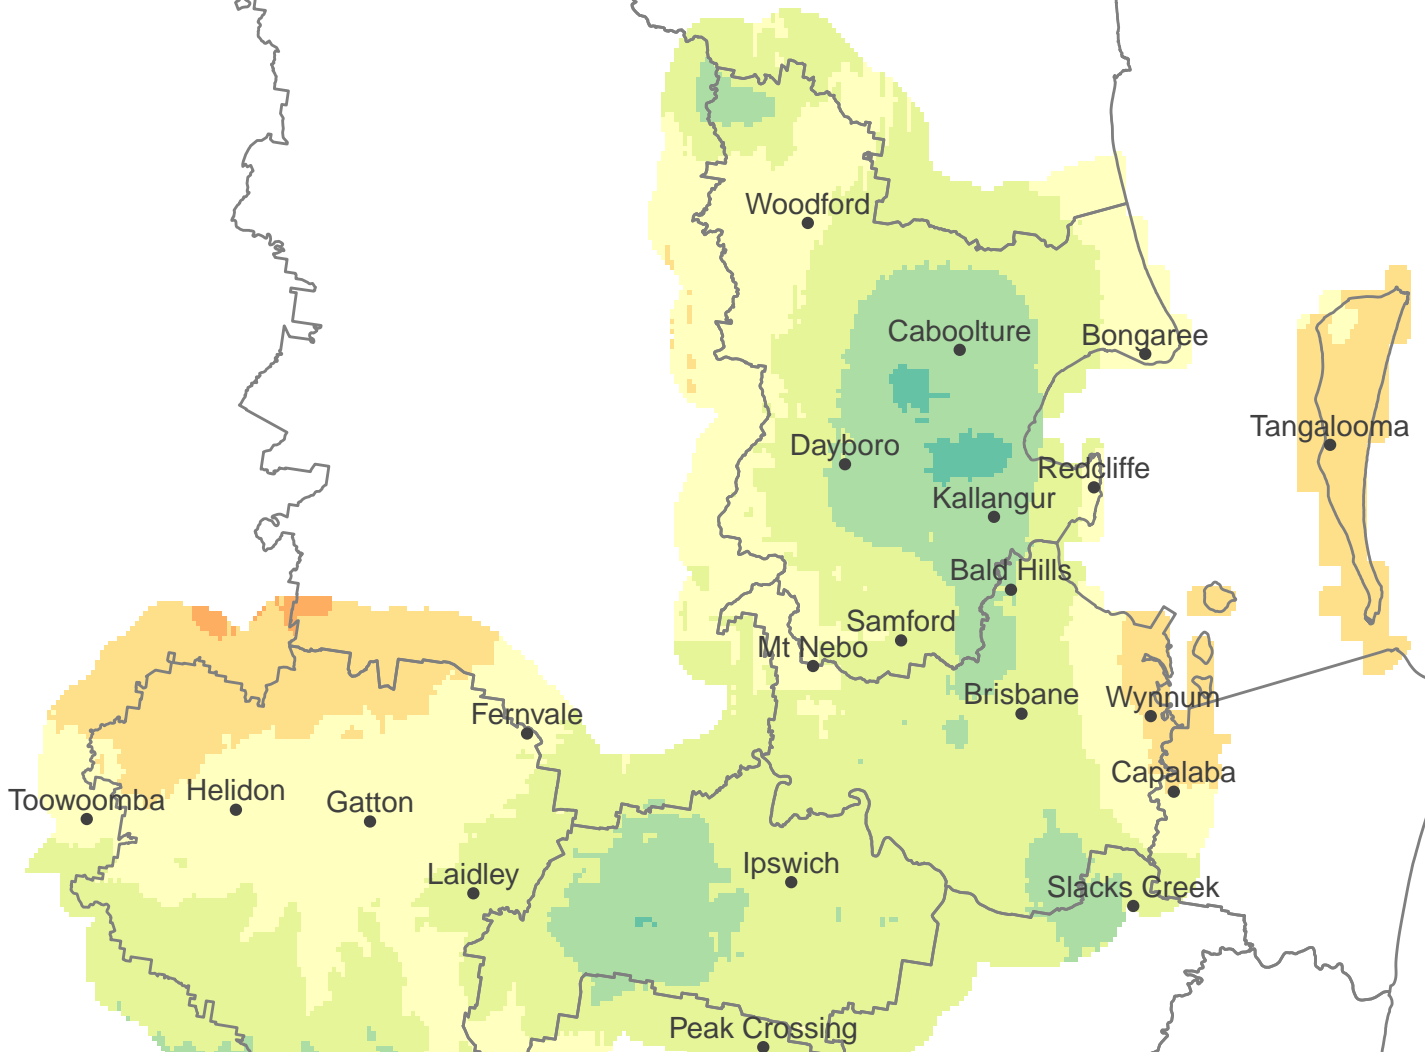 Woodford
Caboolture
Bongaree
Tangalooma
Dayboro
Redcliffe
Kallangur
Bald Hills
Samford
Mt Nebo
Brisbane
Wynnum
Fernvale
Capalaba
Toowoomba
Helidon
Gatton
Ipswich
Laidley
Slacks Creek
Peak Crossing